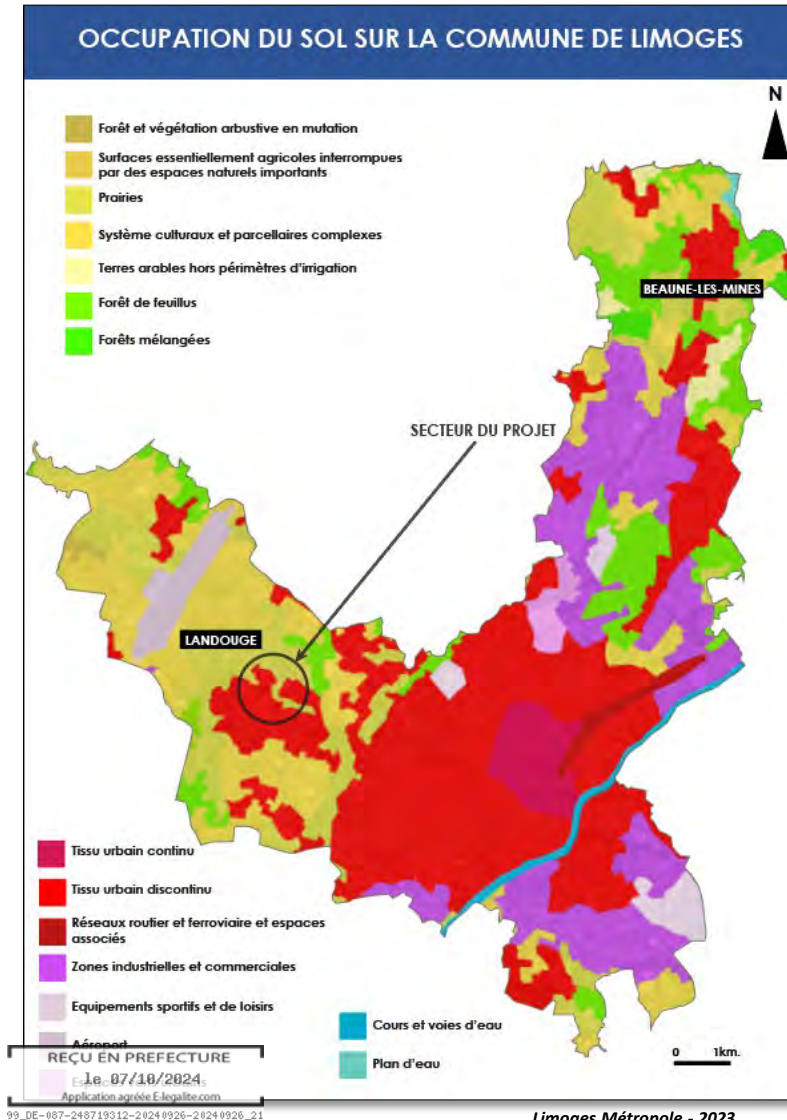 OCCUPATION DU SOL SUR LA COMMUNE DE LIMOGES
N
Forêt et végétation arbustive en mutation
Surfaces essentiellement agricoles interrompues
par des espaces naturels importants
Prairies
Système culturaux et parcellaires complexes
Terres arables hors périmètres d'irrigation
Forêt de feuillus
Forêts mélangées
BEAUNE-LES-MINES
SECTEUR DU PROJET
LANDOUGE
Tissu urbain continu
Tissu urbain discontinu
Réseaux routier et ferroviaire et espaces
associés
Zones industrielles et commerciales
Equipements sportifs et de loisirs
Aéroport
Cours et voies d'eau
Plan d'eau
0 1km.
REÇU EN PREFECTURE
le 07/10/2024
Application agréée E-legalite.com
99_DE-087-248719312-20240926-20240926_21
Limoges Métropole - 2023